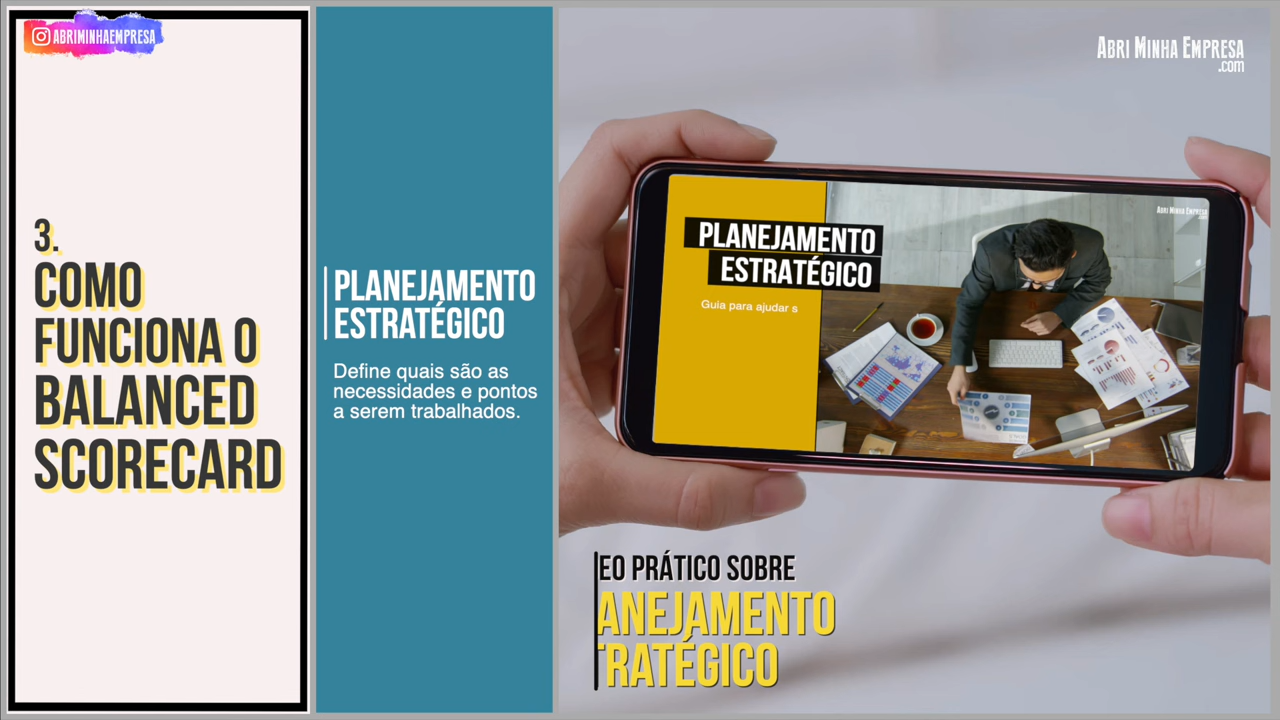 ABRIMINHAEMPRESA
3.
COMO
FUNCIONA O
BALANCED
SCORECARD
PLANEJAMENTO
ESTRATÉGICO
Define quais são as
necessidades e pontos
a serem trabalhados.
ABRI MINHA EMPRESA
.com
ABRI MINHA EMPRESA
PLANEJAMENTO
ESTRATÉGICO
Guia para ajudar s
EO PRÁTICO SOBRE
ANEJAMENTO
TRATÉGICO